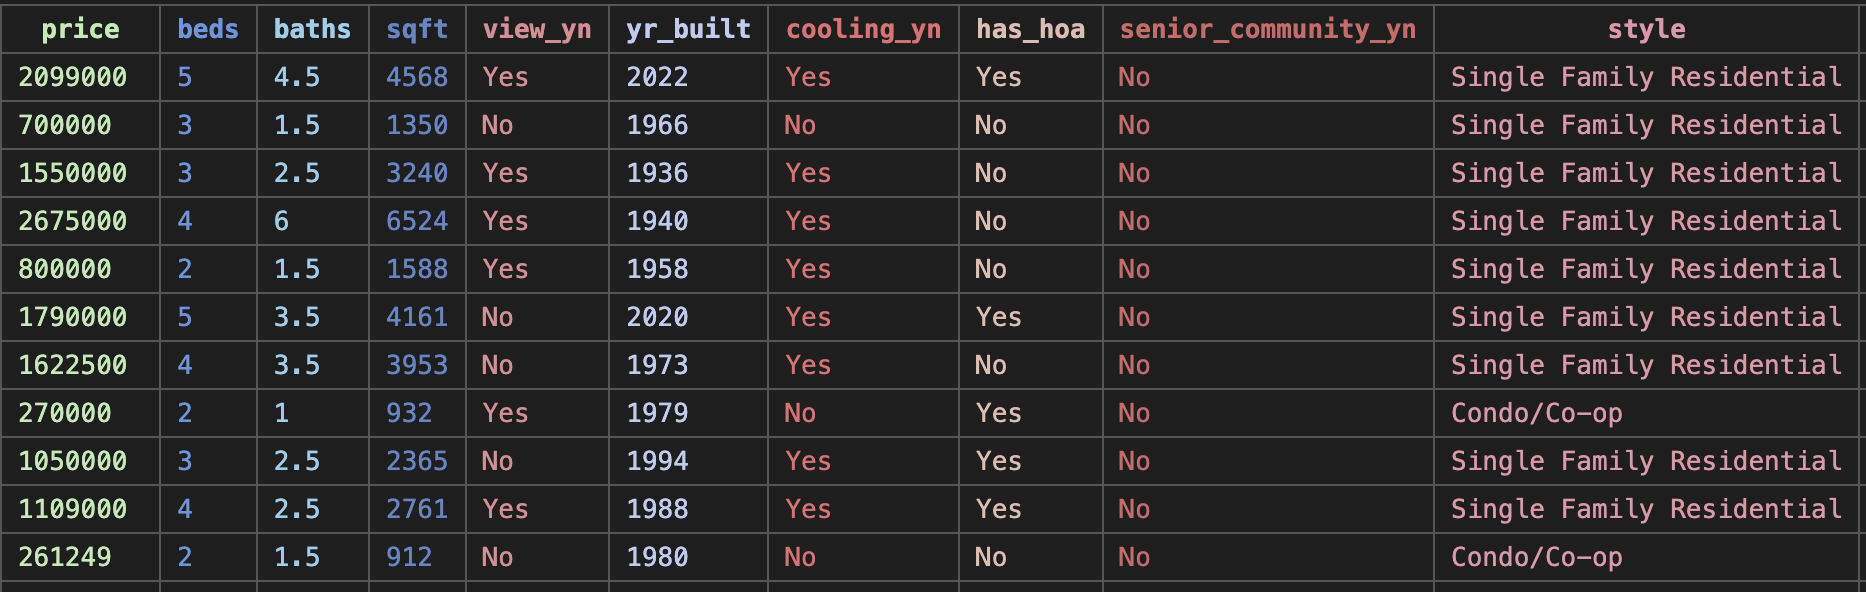 price beds baths sqft view_yn yr_built cooling_yn has_hoa senior_community_yn style
2099000 5 4.5 4568 Yes 2022 Yes Yes No Single Family Residential
700000 3 1.5 1350 No 1966 No No No Single Family Residential
1550000 3 2.5 3240 Yes 1936 Yes No No Single Family Residential
2675000 4 6 6524 Yes 1940 Yes No No Single Family Residential
800000 2 1.5 1588 Yes 1958 Yes No No Single Family Residential
1790000 5 3.5 4161 No 2020 Yes Yes No Single Family Residential
1622500 4 3.5 3953 No 1973 Yes No No Single Family Residential
270000 2 1 932 Yes 1979 No Yes No Condo/Co-op
1050000 3 2.5 2365 No 1994 Yes Yes No Single Family Residential
1109000 4 2.5 2761 Yes 1988 Yes Yes No Single Family Residential
261249 2 1.5 912 No 1980 No No No Condo/Co-op